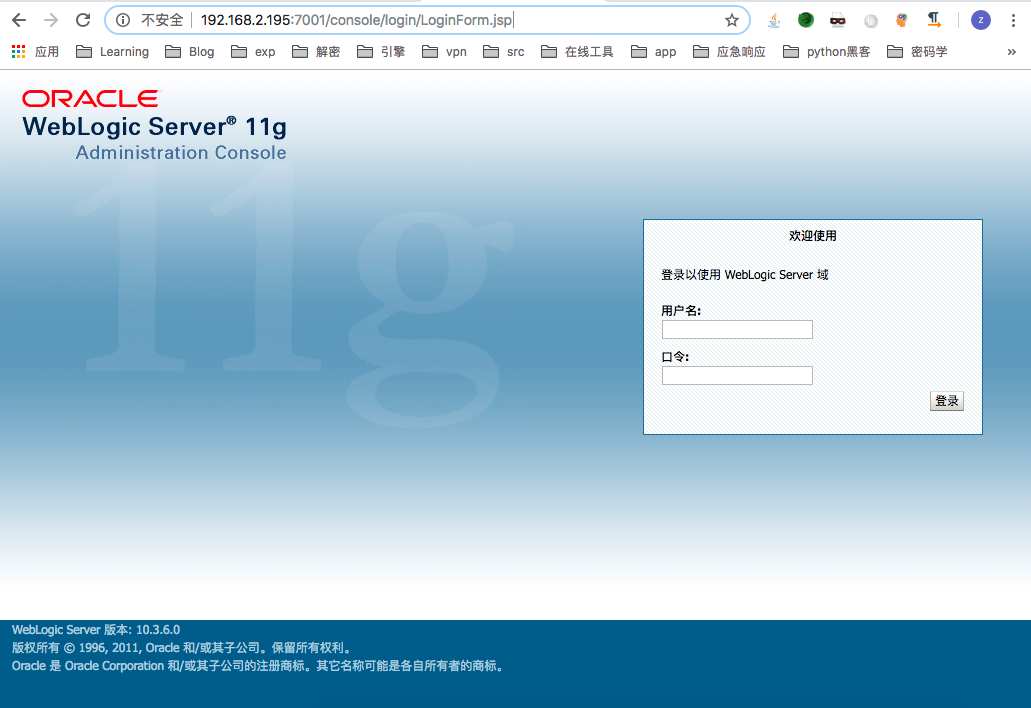 不安全 192.168.2.195:7001/console/login/LoginForm.jsp z
应用 Learning Blog exp 解密 引擎 vpn src 在线工具 app 应急响应 python黑客 密码学 »
ORACLE
WebLogic Server® 11g
Administration Console
11g
欢迎使用
登录以使用 WebLogic Server 域
用户名:
口令:
登录
WebLogic Server 版本: 10.3.6.0
版权所有 © 1996, 2011, Oracle 和/或其子公司。保留所有权利。
Oracle 是 Oracle Corporation 和/或其子公司的注册商标。其它名称可能是各自所有者的商标。